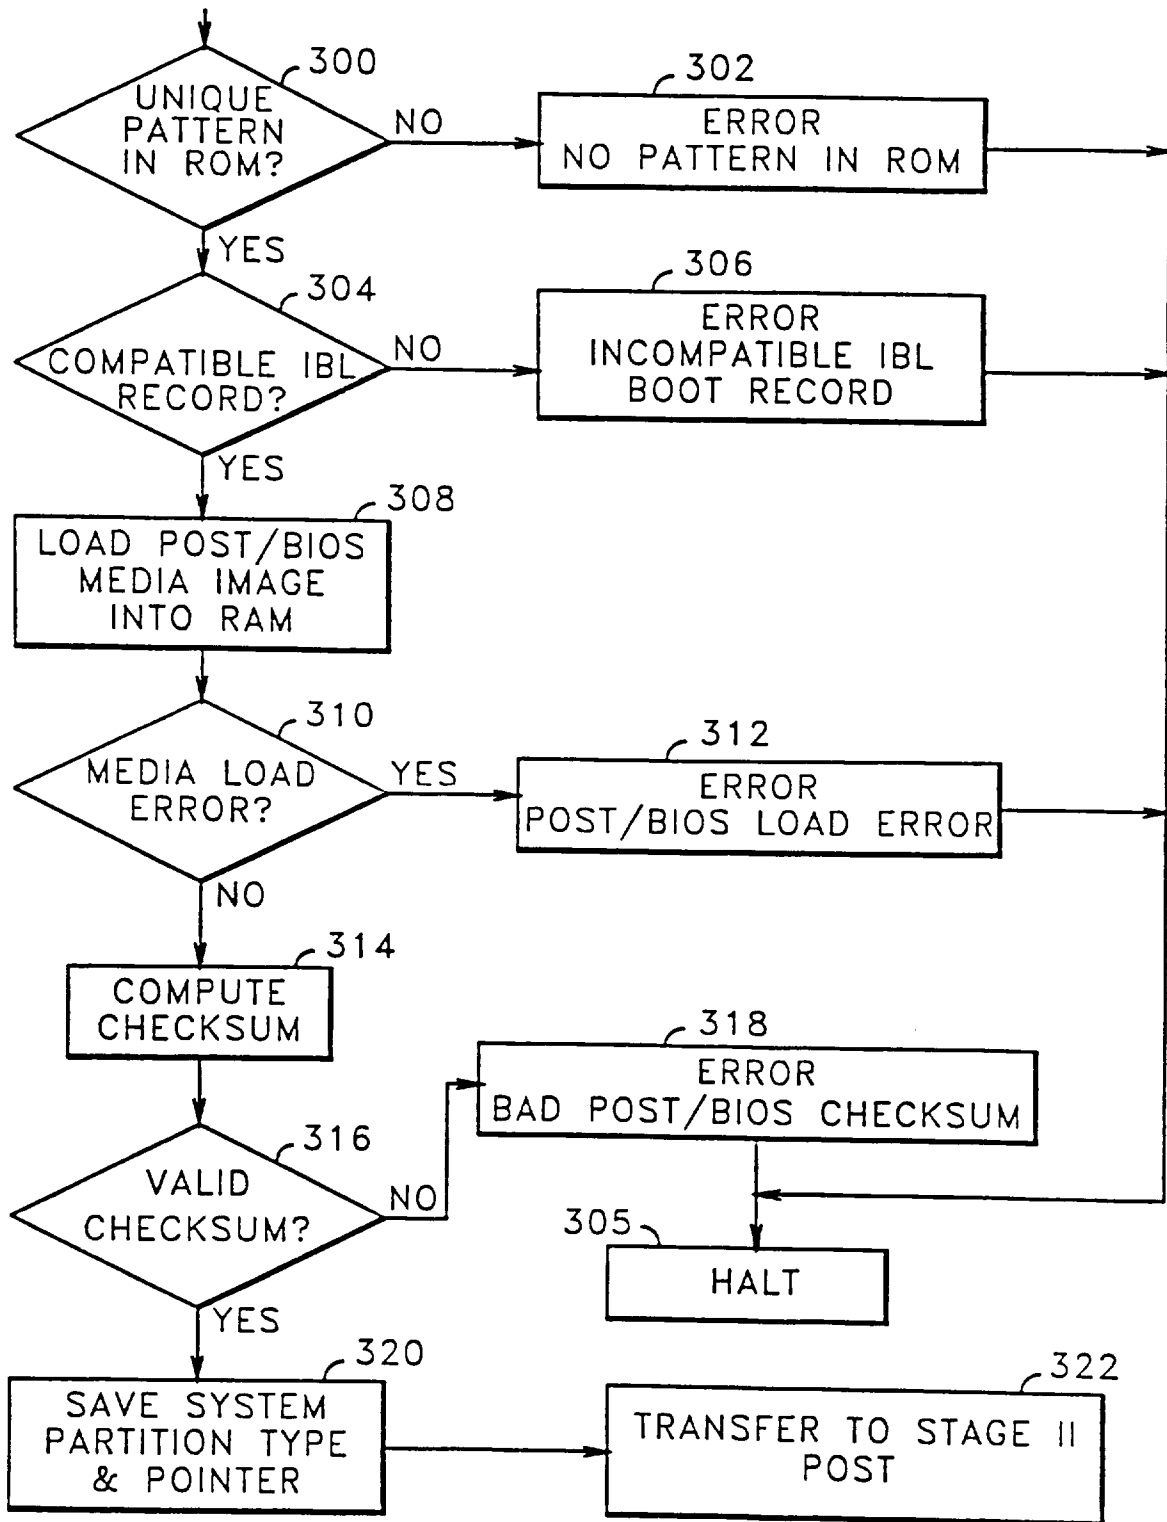 300
UNIQUE
PATTERN
IN ROM?
NO
302
ERROR
NO PATTERN IN ROM
YES
304
COMPATIBLE IBL
RECORD?
NO
306
ERROR
INCOMPATIBLE IBL
BOOT RECORD
YES
308
LOAD POST/BIOS
MEDIA IMAGE
INTO RAM
310
MEDIA LOAD
ERROR?
YES
312
ERROR
POST/BIOS LOAD ERROR
NO
314
COMPUTE
CHECKSUM
316
VALID
CHECKSUM?
NO
318
ERROR
BAD POST/BIOS CHECKSUM
305
HALT
YES
320
SAVE SYSTEM
PARTITION TYPE
& POINTER
322
TRANSFER TO STAGE II
POST